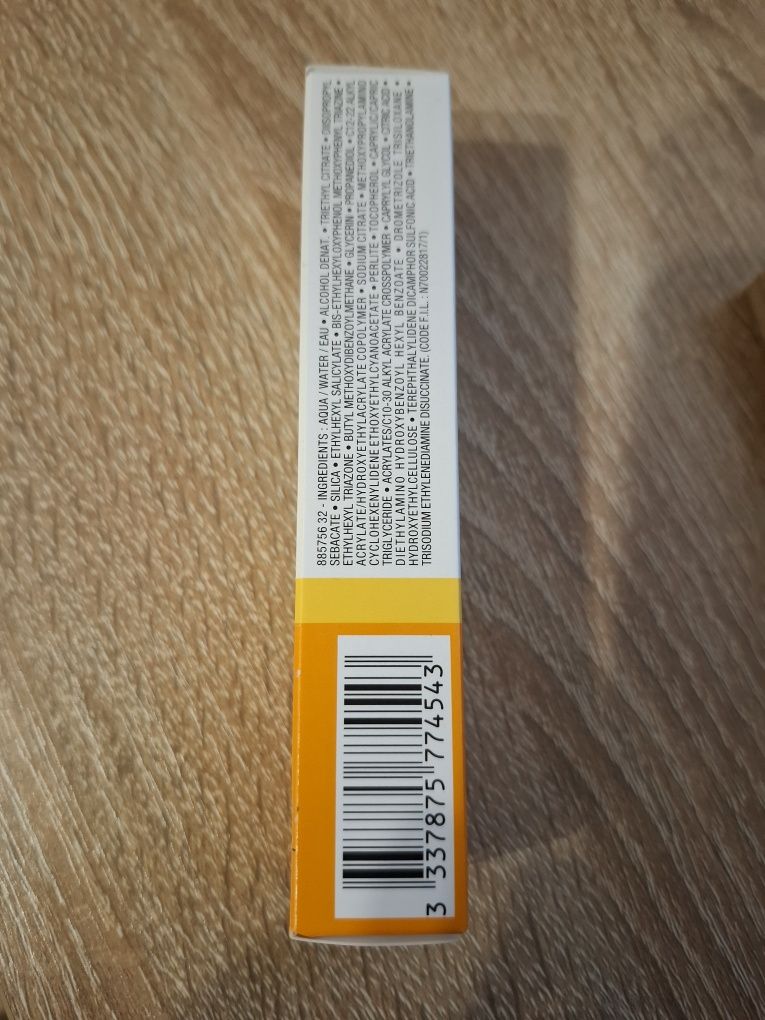 885756 32 - INGREDIENTS : AQUA / WATER / EAU • ALCOHOL DENAT. • TRIETHYL CITRATE • DIISOPROPYL
SEBACATE • SILICA • ETHYLHEXYL SALICYLATE • BIS-ETHYLHEXYLOXYPHENOL METHOXYPHENYL TRIAZINE •
ETHYLHEXYL TRIAZONE • BUTYL METHOXYDIBENZOYLMETHANE • GLYCERIN • PROPANEDIOL • C12-22 ALKYL
ACRYLATE/HYDROXYETHYLACRYLATE COPOLYMER • SODIUM CITRATE • METHOXYPROPYLAMINO
CYCLOHEXENYLIDENE ETHOXYETHYLCYANOACETATE • PERLITE • TOCOPHEROL • CAPRYLIC/CAPRIC
TRIGLYCERIDE • ACRYLATES/C10-30 ALKYL ACRYLATE CROSSPOLYMER • CAPRYLYL GLYCOL • CITRIC ACID •
DIETHYLAMINO HYDROXYBENZOYL HEXYL BENZOATE • DROMETRIZOLE TRISILOXANE •
HYDROXYETHYLCELLULOSE • TEREPHTHALYLIDENE DICAMPHOR SULFONIC ACID • TRIETHANOLAMINE •
TRISODIUM ETHYLENEDIAMINE DISUCCINATE. (CODE F.I.L. : N70022817/1)
3 337875 774543